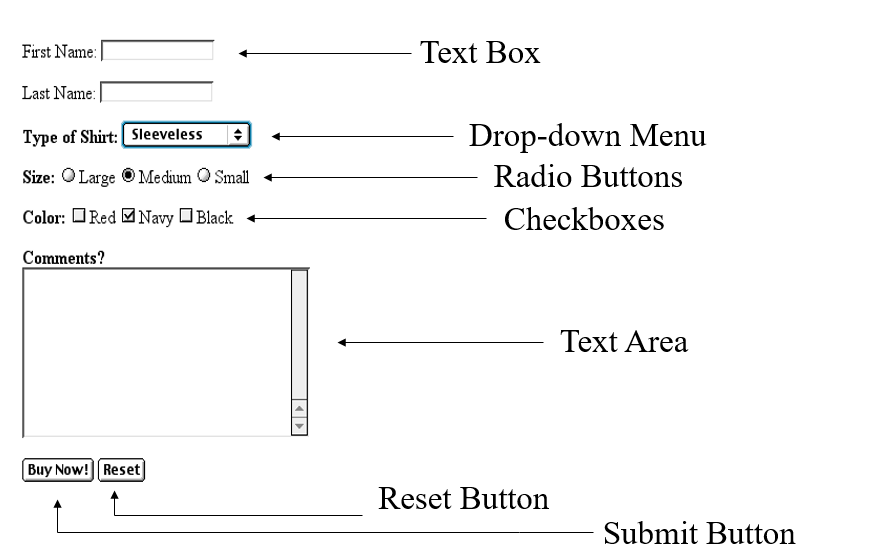 First Name: Text Box
Last Name:
Type of Shirt: Sleeveless Drop-down Menu
Size: Large Medium Small Radio Buttons
Color: Red Navy Black Checkboxes
Comments?
Text Area
Buy Now! Reset
Reset Button
Submit Button